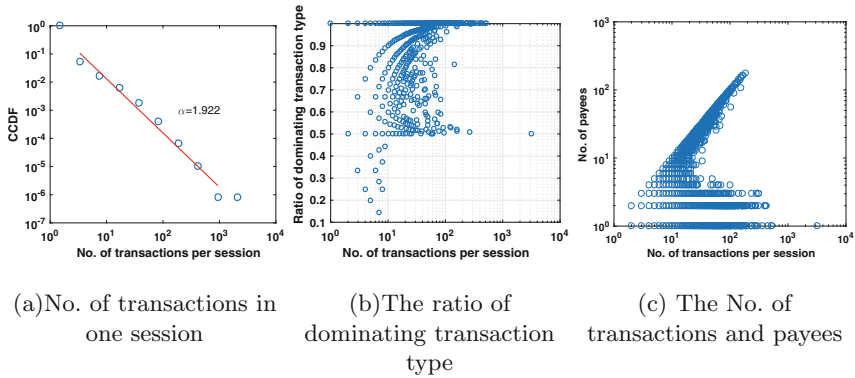 10^0
10^-1
10^-2
10^-3
10^-4
10^-5
10^-6
10^-7
CCDF
α=1.922
10^0 10^1 10^2 10^3 10^4
No. of transactions per session
0.9
0.8
0.7
0.6
0.5
0.4
0.3
0.2
0.1
Ratio of dominating transaction type
10^0 10^1 10^2 10^3 10^4
No. of transactions per session
10^3
10^2
10^1
10^0
No. of payees
10^0 10^1 10^2 10^3 10^4
No. of transactions per session
(a)No. of transactions in
one session
(b)The ratio of
dominating transaction
type
(c) The No. of
transactions and payees